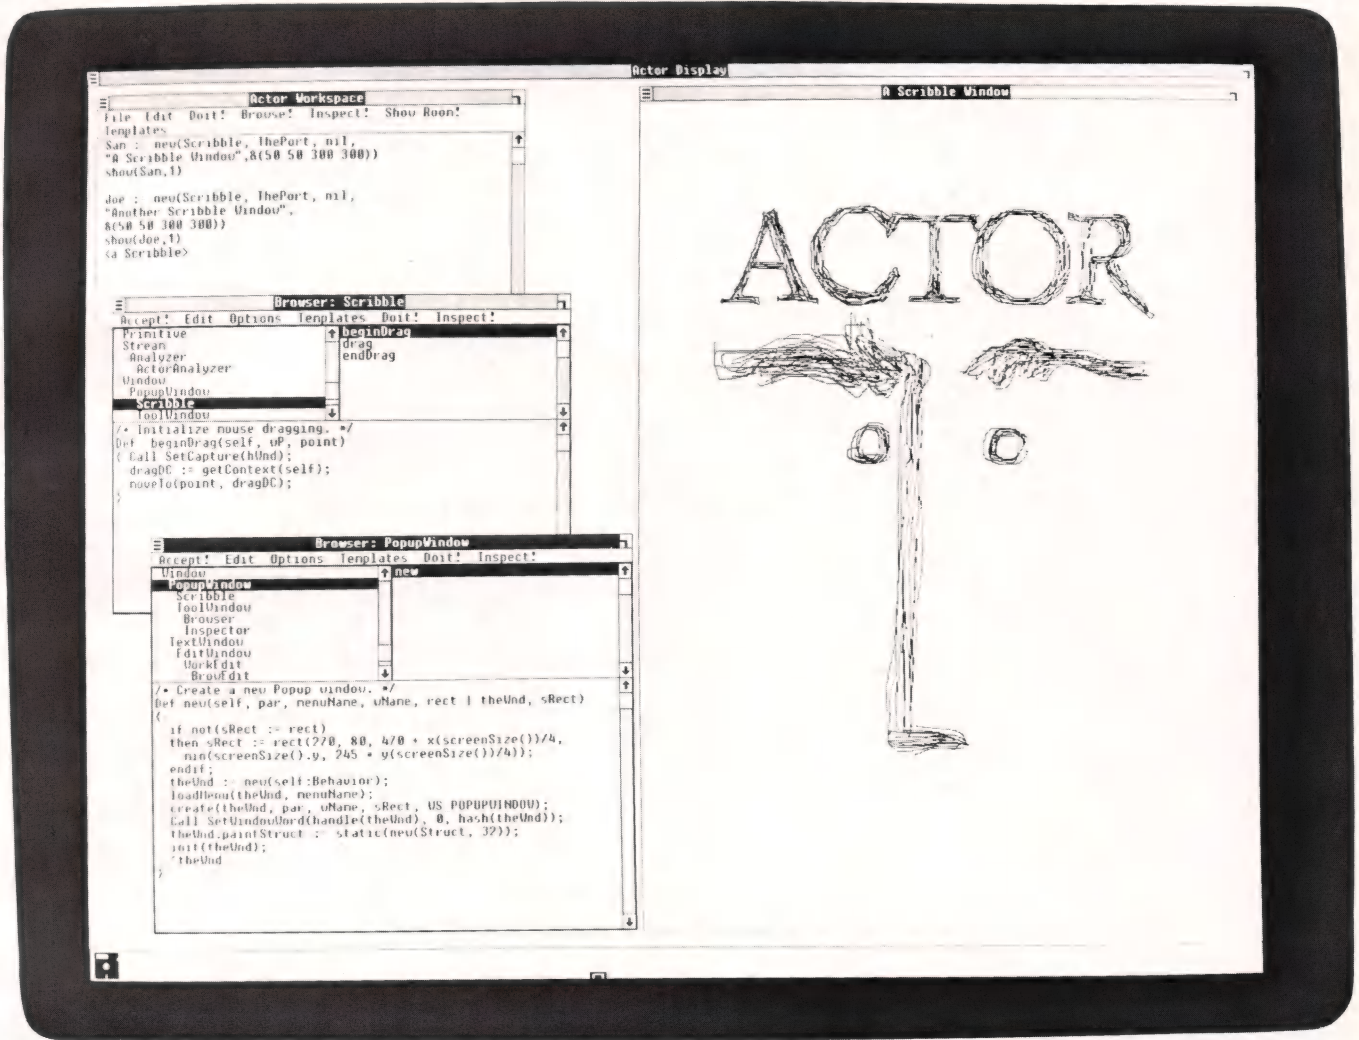 Actor Display
Actor Workspace
File Edit Doit! Browse! Inspect! Show Room!
Templates
Sam := new(Scribble, ThePort, nil,
"A Scribble Window",&(50 50 300 300))
show(Sam,1)
Joe := new(Scribble, ThePort, nil,
"Another Scribble Window",
&(50 50 300 300))
show(Joe,1)
<a Scribble>
Browser: Scribble
Accept! Edit Options Templates Doit! Inspect!
Primitive
Stream
Analyzer
ActorAnalyzer
Window
PopupWindow
Scribble
ToolWindow
beginDrag
drag
endDrag
/* Initialize mouse dragging. */
Def beginDrag(self, wP, point)
{ Call SetCapture(hWnd);
dragDC := getContext(self);
moveTo(point, dragDC);
}
Browser: PopupWindow
Accept! Edit Options Templates Doit! Inspect!
Window
PopupWindow
Scribble
ToolWindow
Browser
Inspector
TextWindow
EditWindow
WorkEdit
BrowEdit
new
/* Create a new Popup window. */
Def new(self, par, menuName, wName, rect | theWnd, sRect)
{
if not(sRect := rect)
then sRect := rect(270, 80, 470 + x(screenSize())/4,
min(screenSize().y, 245 + y(screenSize())/4));
endif;
theWnd := new(self:Behavior);
loadMenu(theWnd, menuName);
create(theWnd, par, wName, sRect, WS_POPUPWINDOW);
Call SetWindowWord(handle(theWnd), 0, hash(theWnd));
theWnd.paintStruct := static(new(Struct, 32));
init(theWnd);
^theWnd
}
A Scribble Window
ACTOR